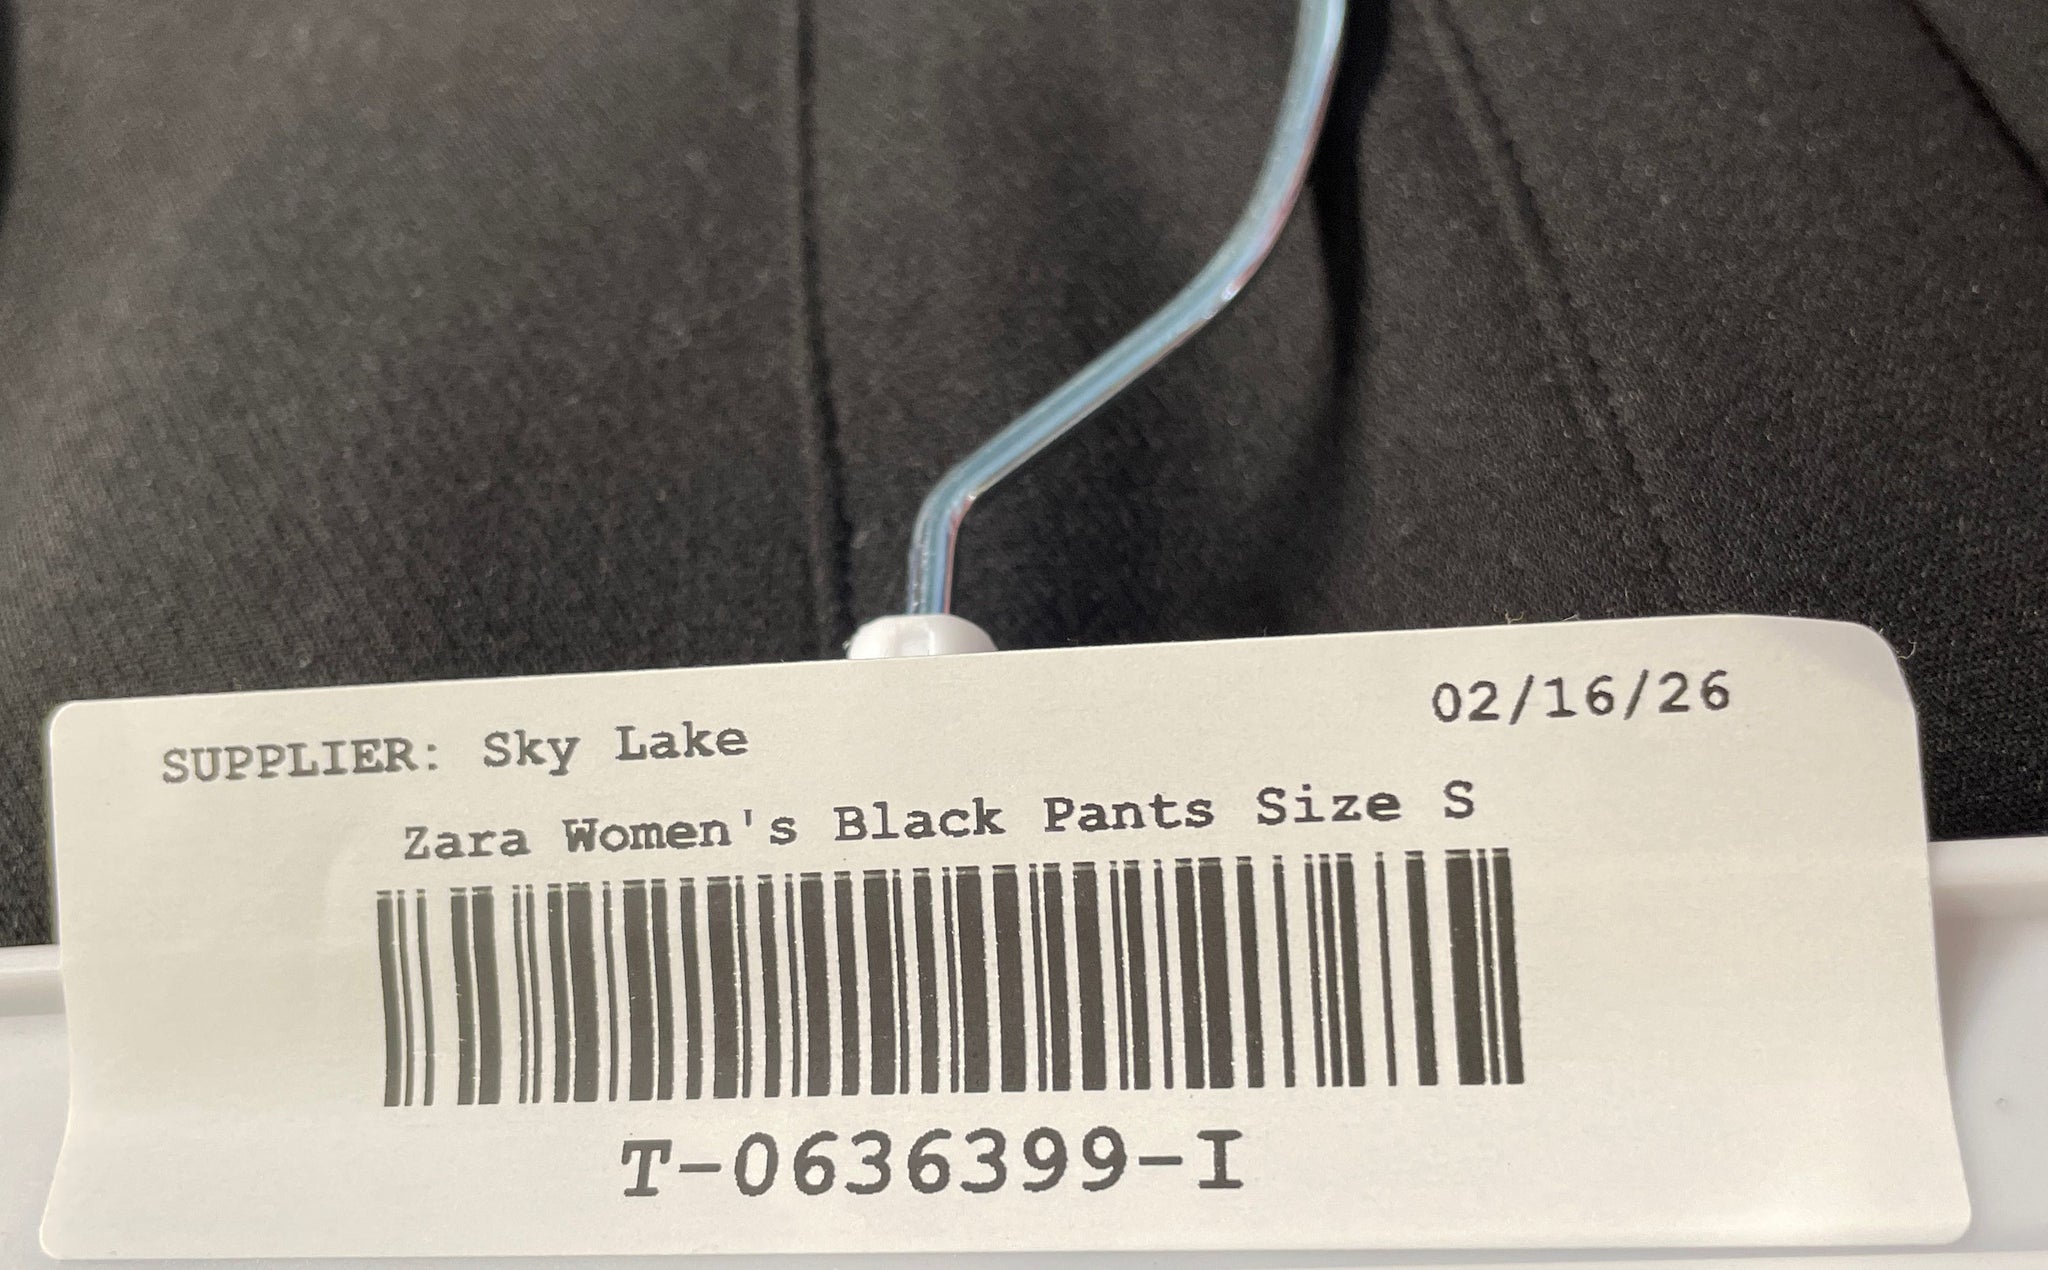 SUPPLIER: Sky Lake 02/16/26
Zara Women's Black Pants Size S
T-0636399-I